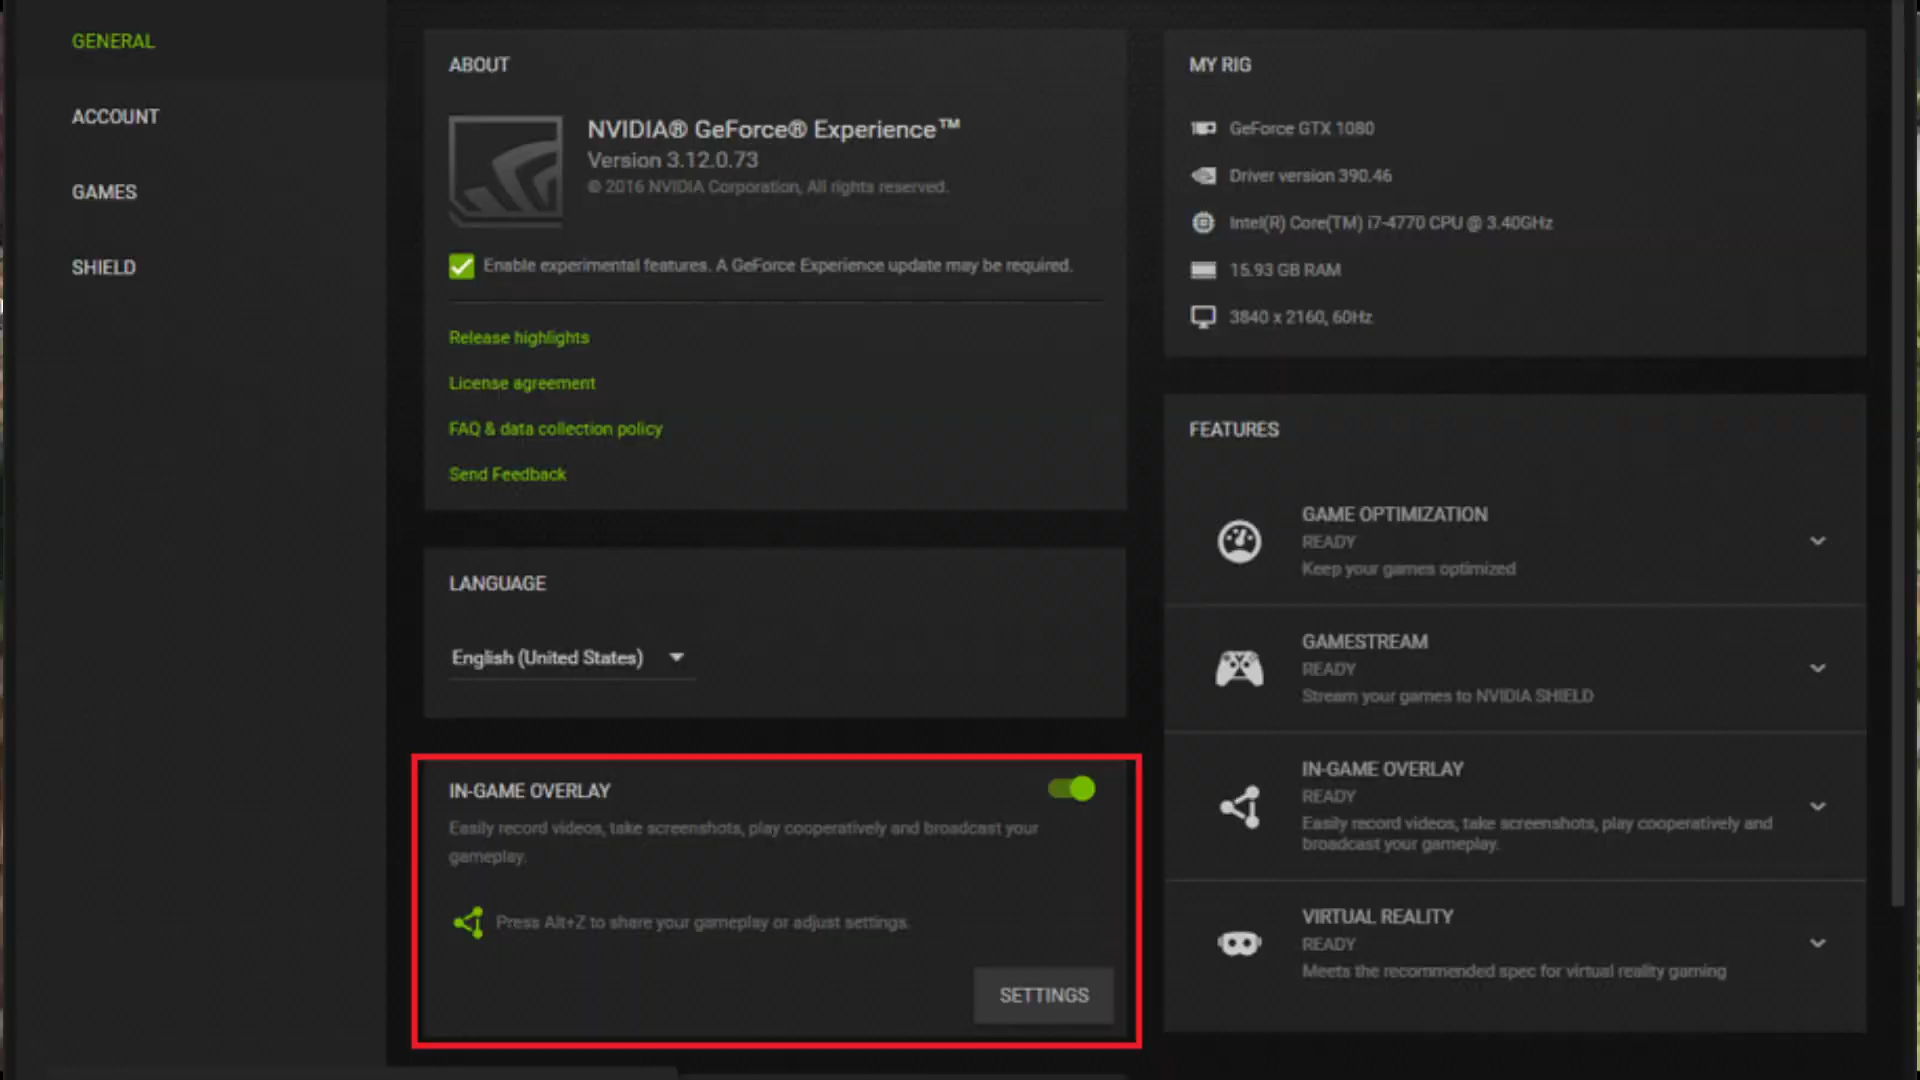 GENERAL
ACCOUNT
GAMES
SHIELD
ABOUT
NVIDIA® GeForce® Experience™
Version 3.12.0.73
© 2016 NVIDIA Corporation, All rights reserved.
Enable experimental features. A GeForce Experience update may be required.
Release highlights
License agreement
FAQ & data collection policy
Send Feedback
LANGUAGE
English (United States)
IN-GAME OVERLAY
Easily record videos, take screenshots, play cooperatively and broadcast your
gameplay.
Press Alt+Z to share your gameplay or adjust settings.
SETTINGS
MY RIG
GeForce GTX 1080
Driver version 390.46
Intel(R) Core(TM) i7-4770 CPU @ 3.40GHz
15.93 GB RAM
3840 x 2160, 60Hz
FEATURES
GAME OPTIMIZATION
READY
Keep your games optimized
GAMESTREAM
READY
Stream your games to NVIDIA SHIELD
IN-GAME OVERLAY
READY
Easily record videos, take screenshots, play cooperatively and
broadcast your gameplay.
VIRTUAL REALITY
READY
Meets the recommended spec for virtual reality gaming